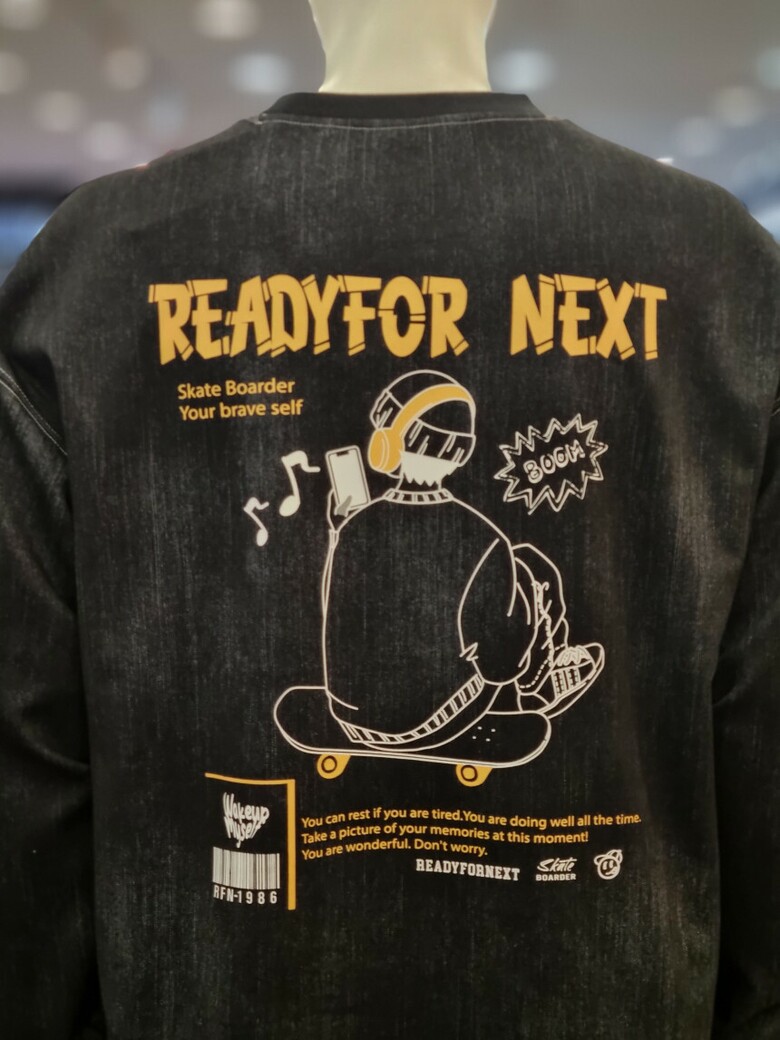 READYFOR NEXT
Skate Boarder
Your brave self
BOOM
Wakeup
Myself
RFN-1986
You can rest if you are tired.You are doing well all the time.
Take a picture of your memories at this moment!
You are wonderful. Don't worry.
READYFORNEXT
Skate
BOARDER